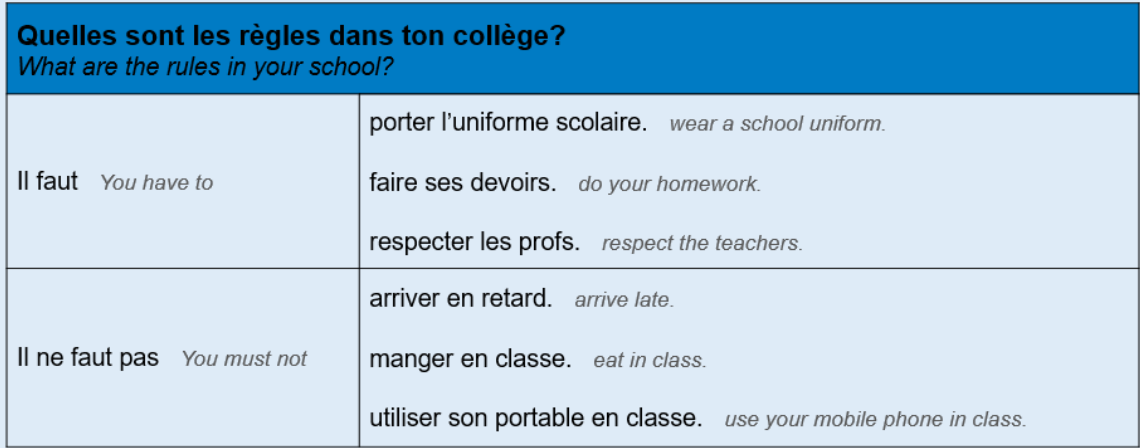 Quelles sont les règles dans ton collège?
What are the rules in your school?
Il faut You have to
porter l'uniforme scolaire. wear a school uniform.
faire ses devoirs. do your homework.
respecter les profs. respect the teachers.
Il ne faut pas You must not
arriver en retard. arrive late.
manger en classe. eat in class.
utiliser son portable en classe. use your mobile phone in class.